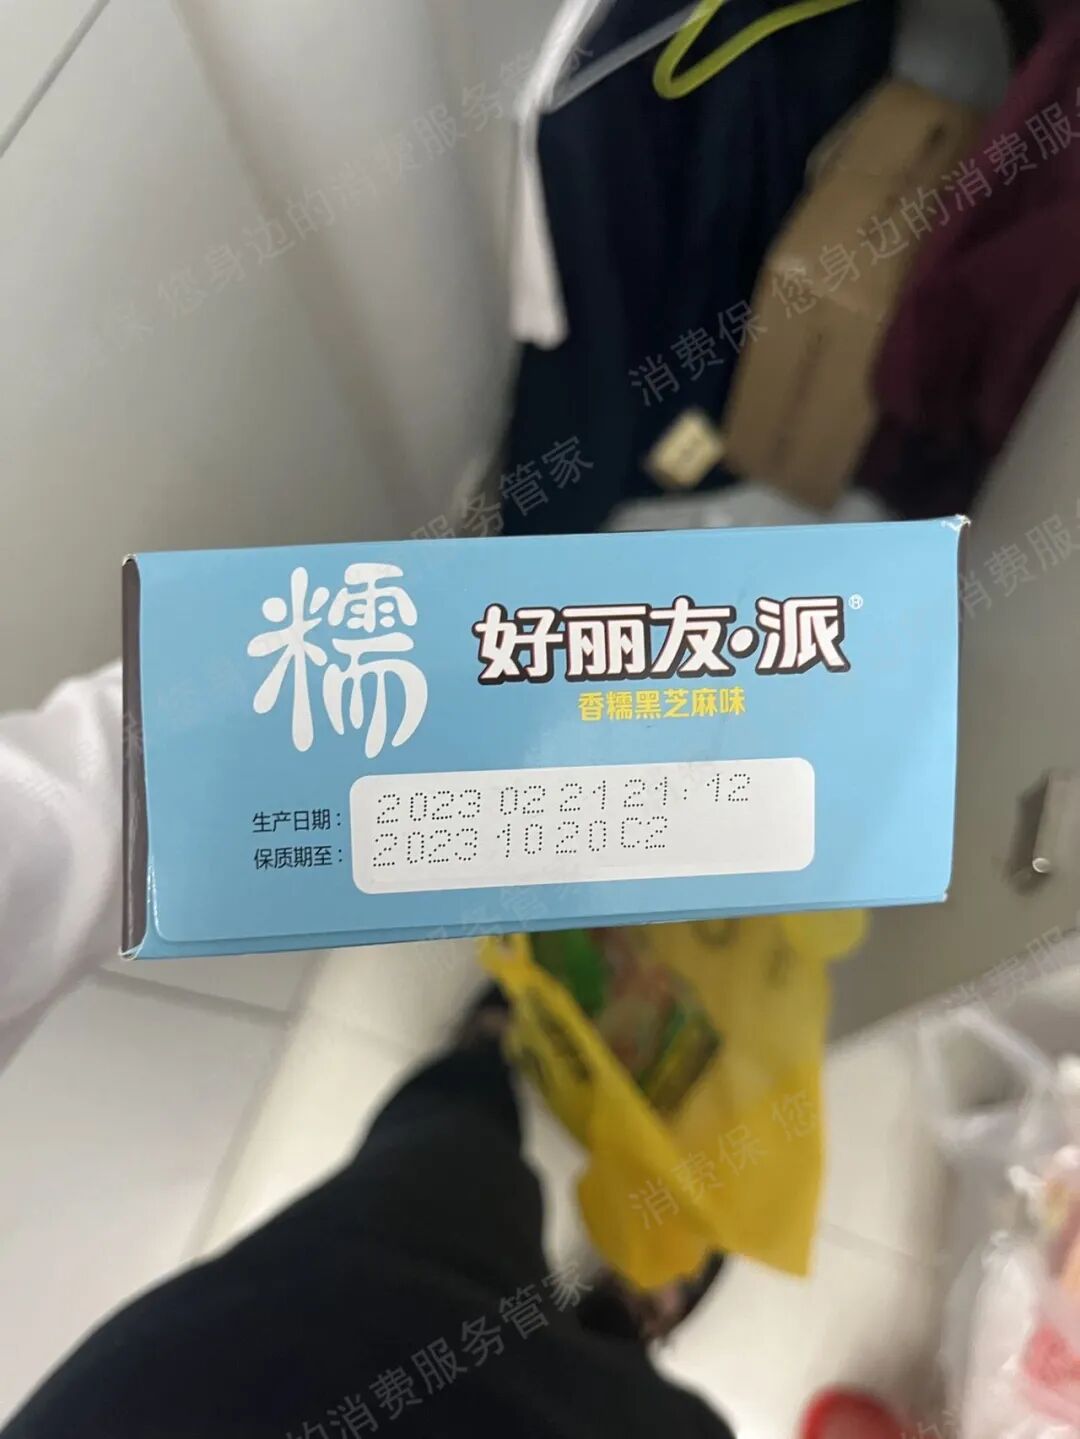 消费保 您身边的消费服务管家
糯
好丽友·派®
香糯黑芝麻味
生产日期：2023 02 21 21:12
保质期至：2023 10 20 C2